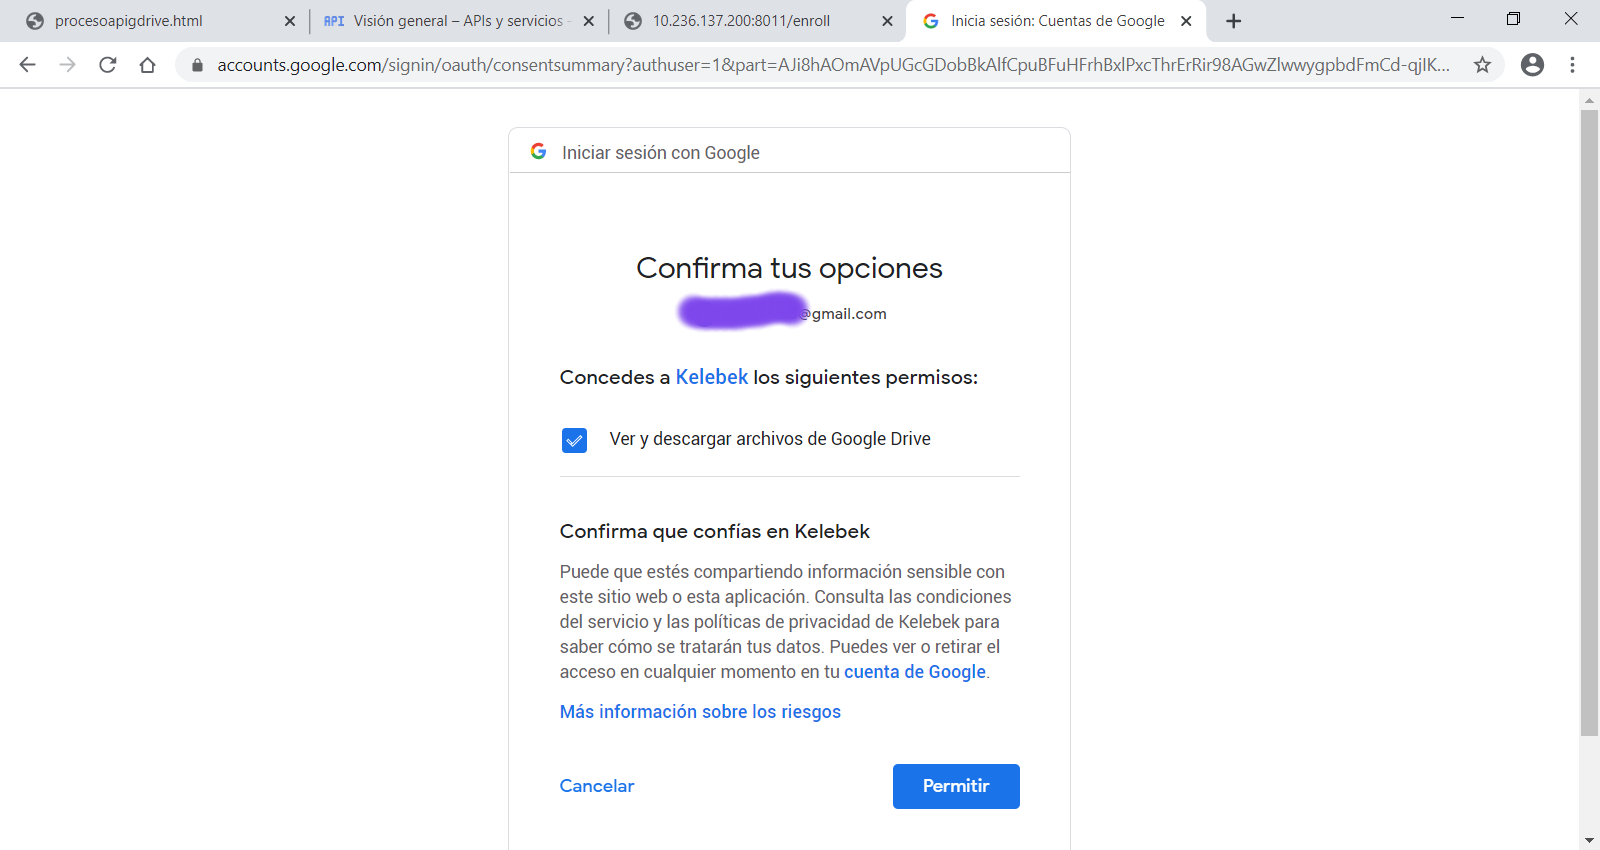 procesoapigdrive.html
API Visión general – APIs y servicios -
10.236.137.200:8011/enroll
Inicia sesión: Cuentas de Google
accounts.google.com/signin/oauth/consentsummary?authuser=1&part=AJi8hAOmAVpUGcGDobBkAlfCpuBFuHFrhBxlPxcThrErRir98AGwZlwwygpbdFmCd-qjIK...
Iniciar sesión con Google
Confirma tus opciones
@gmail.com
Concedes a Kelebek los siguientes permisos:
Ver y descargar archivos de Google Drive
Confirma que confías en Kelebek
Puede que estés compartiendo información sensible con
este sitio web o esta aplicación. Consulta las condiciones
del servicio y las políticas de privacidad de Kelebek para
saber cómo se tratarán tus datos. Puedes ver o retirar el
acceso en cualquier momento en tu cuenta de Google.
Más información sobre los riesgos
Cancelar
Permitir